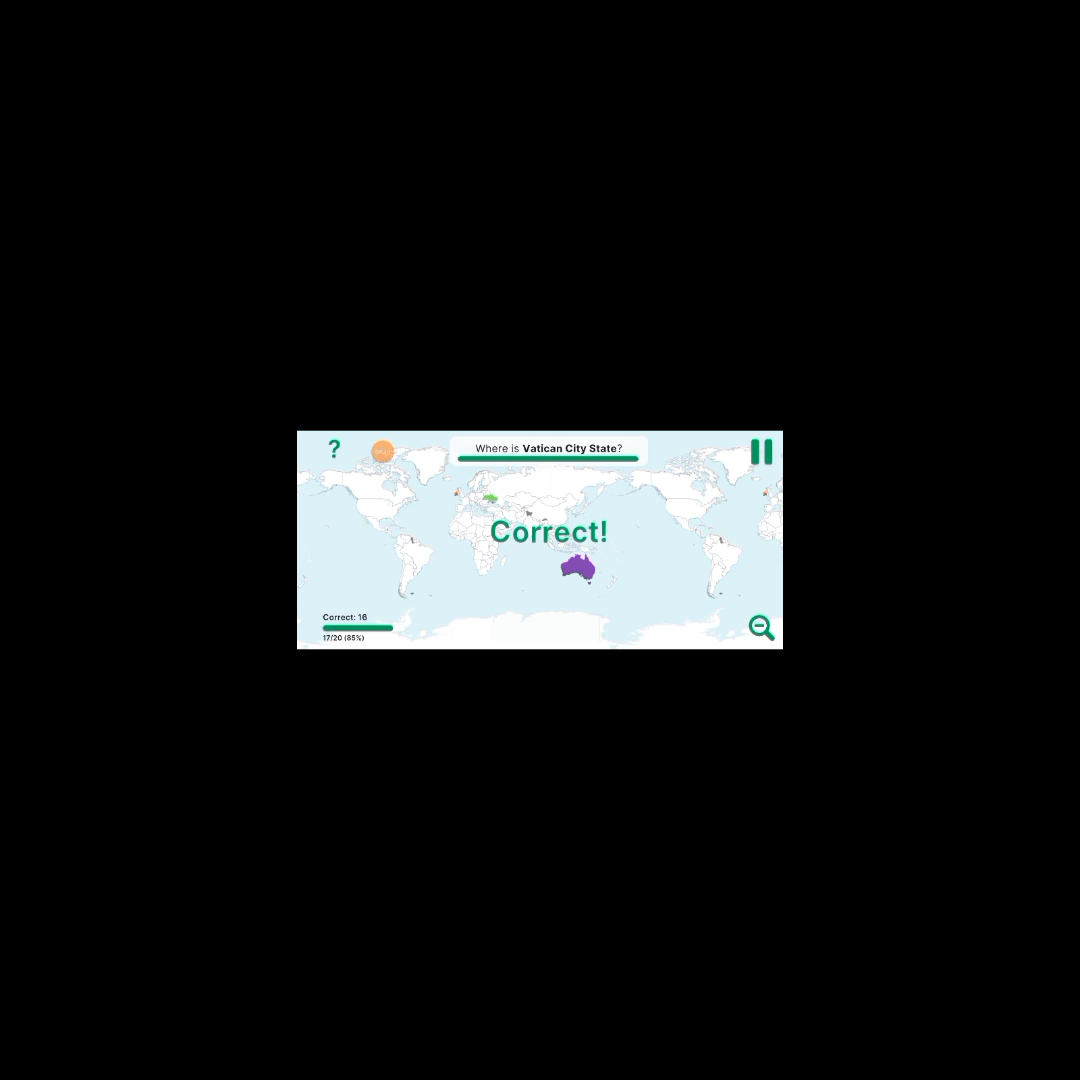 ?
Where is Vatican City State?
Correct!
Correct: 16
17/20 (85%)